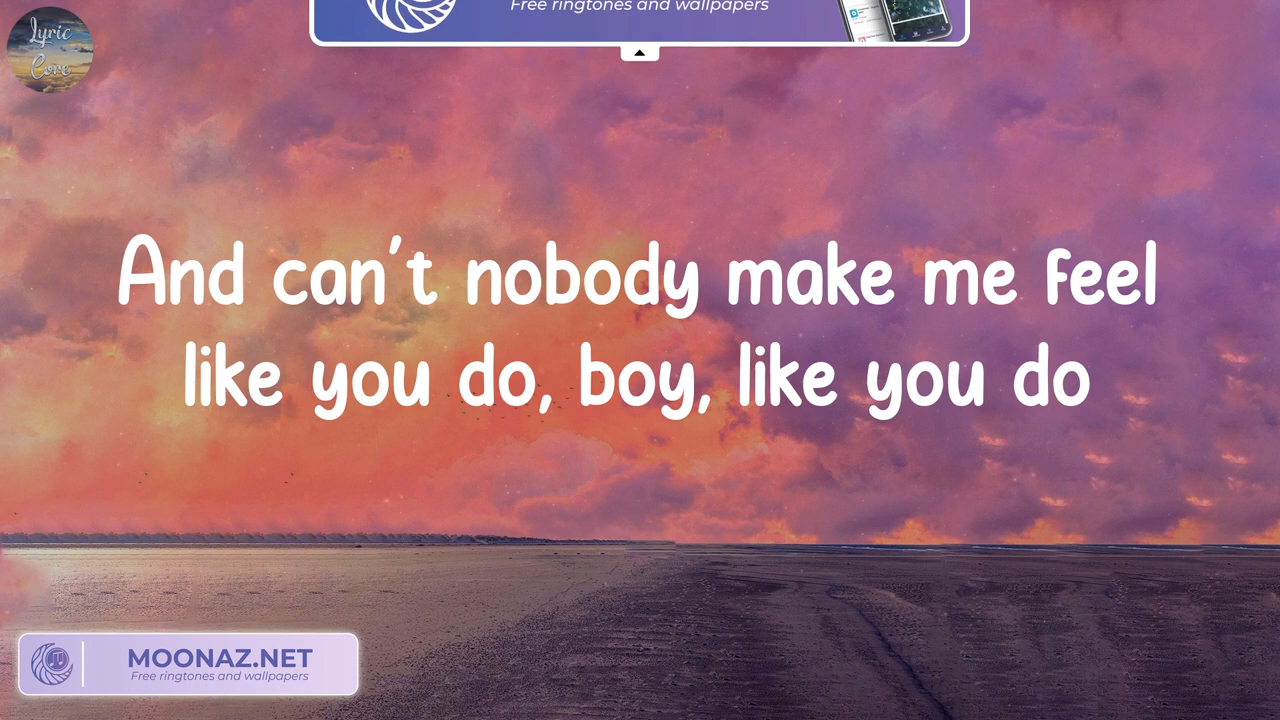 Lyric
Core
Free ringtones and wallpapers
And can't nobody make me feel
like you do, boy, like you do
MOONAZ.NET
Free ringtones and wallpapers